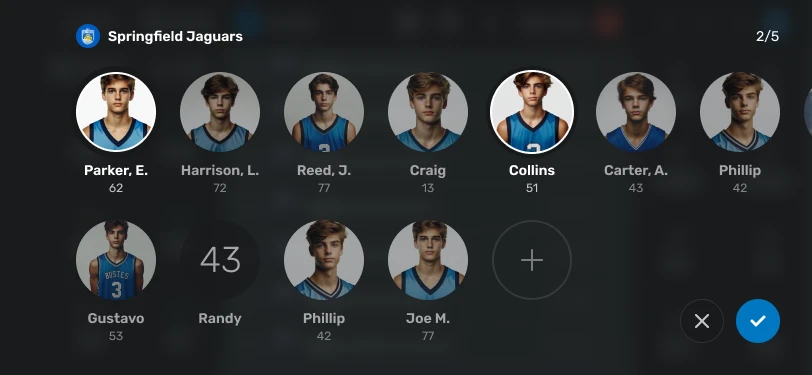 Springfield Jaguars
2/5
Parker, E.
62
Harrison, L.
72
Reed, J.
77
Craig
13
Collins
51
Carter, A.
43
Phillip
42
BUSTES
3
Gustavo
53
43
Randy
Phillip
42
Joe M.
77